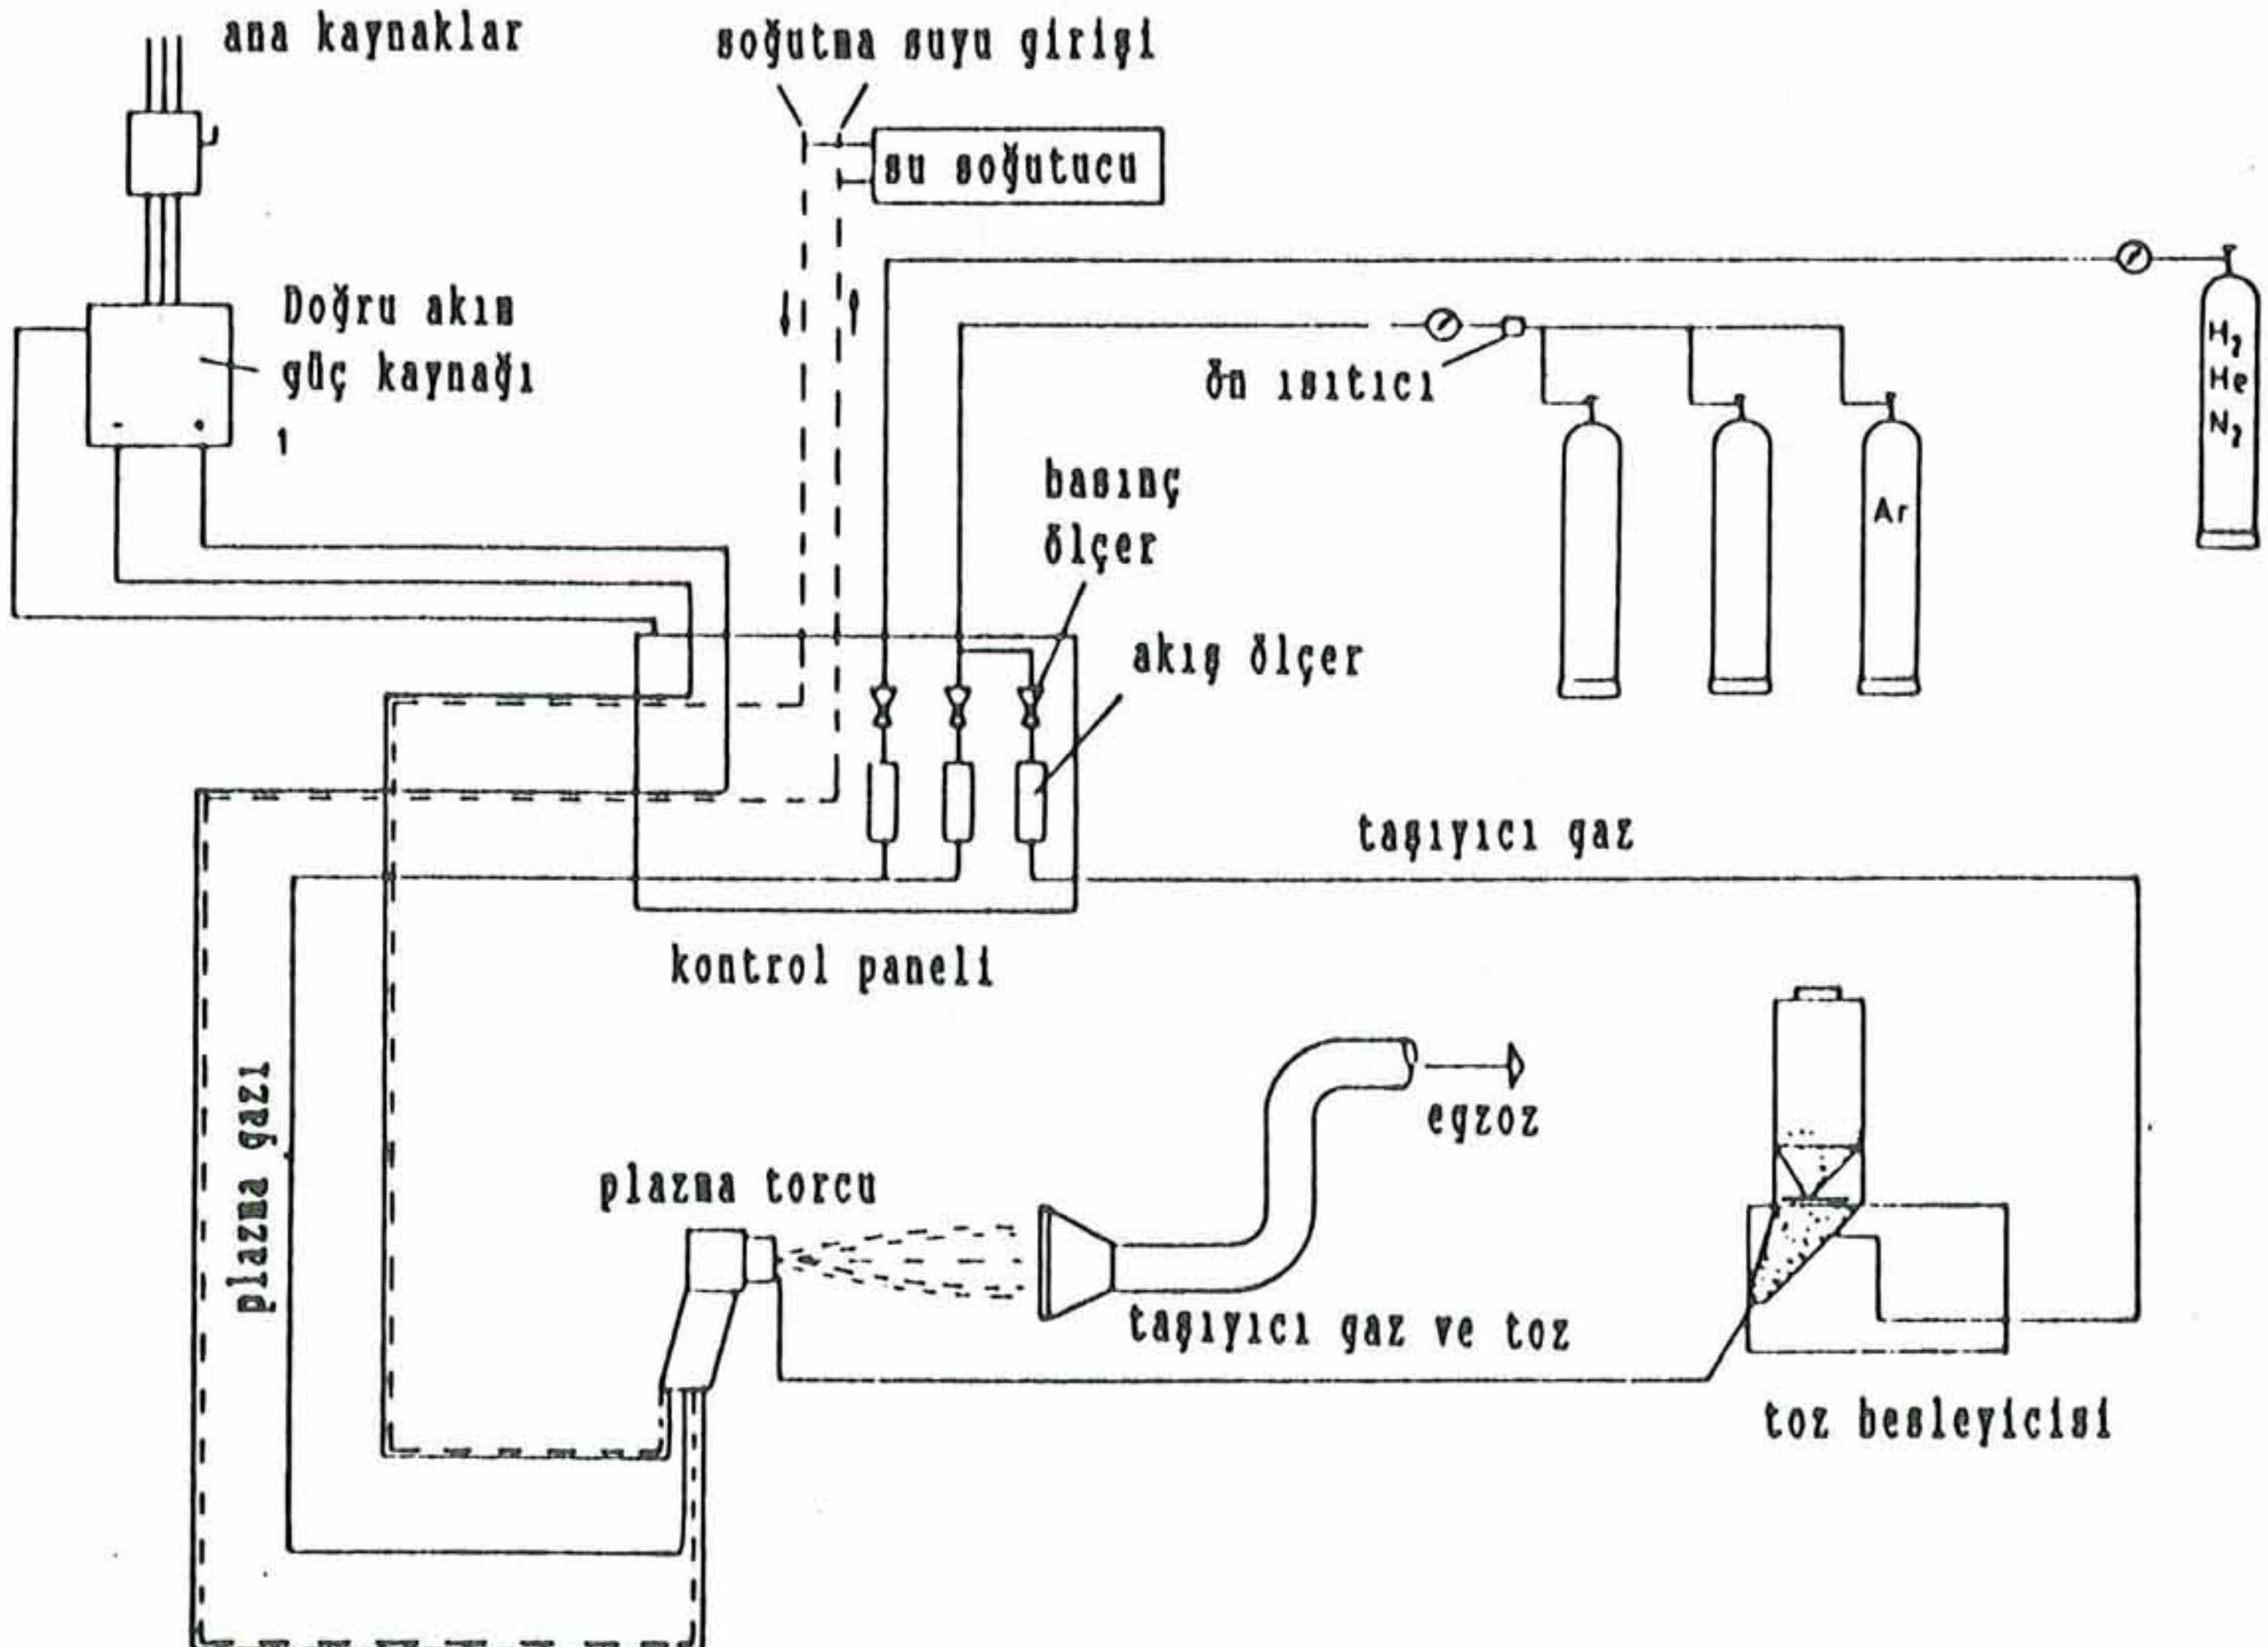 ana kaynaklar
soğutma suyu girişi
su soğutucu
Doğru akım
güç kaynağı
1
- +
ön ısıtıcı
H₂
He
N₂
Ar
basınç
ölçer
akış ölçer
taşıyıcı gaz
kontrol paneli
plazma gazı
egzoz
plazma torcu
taşıyıcı gaz ve toz
toz besleyicisi